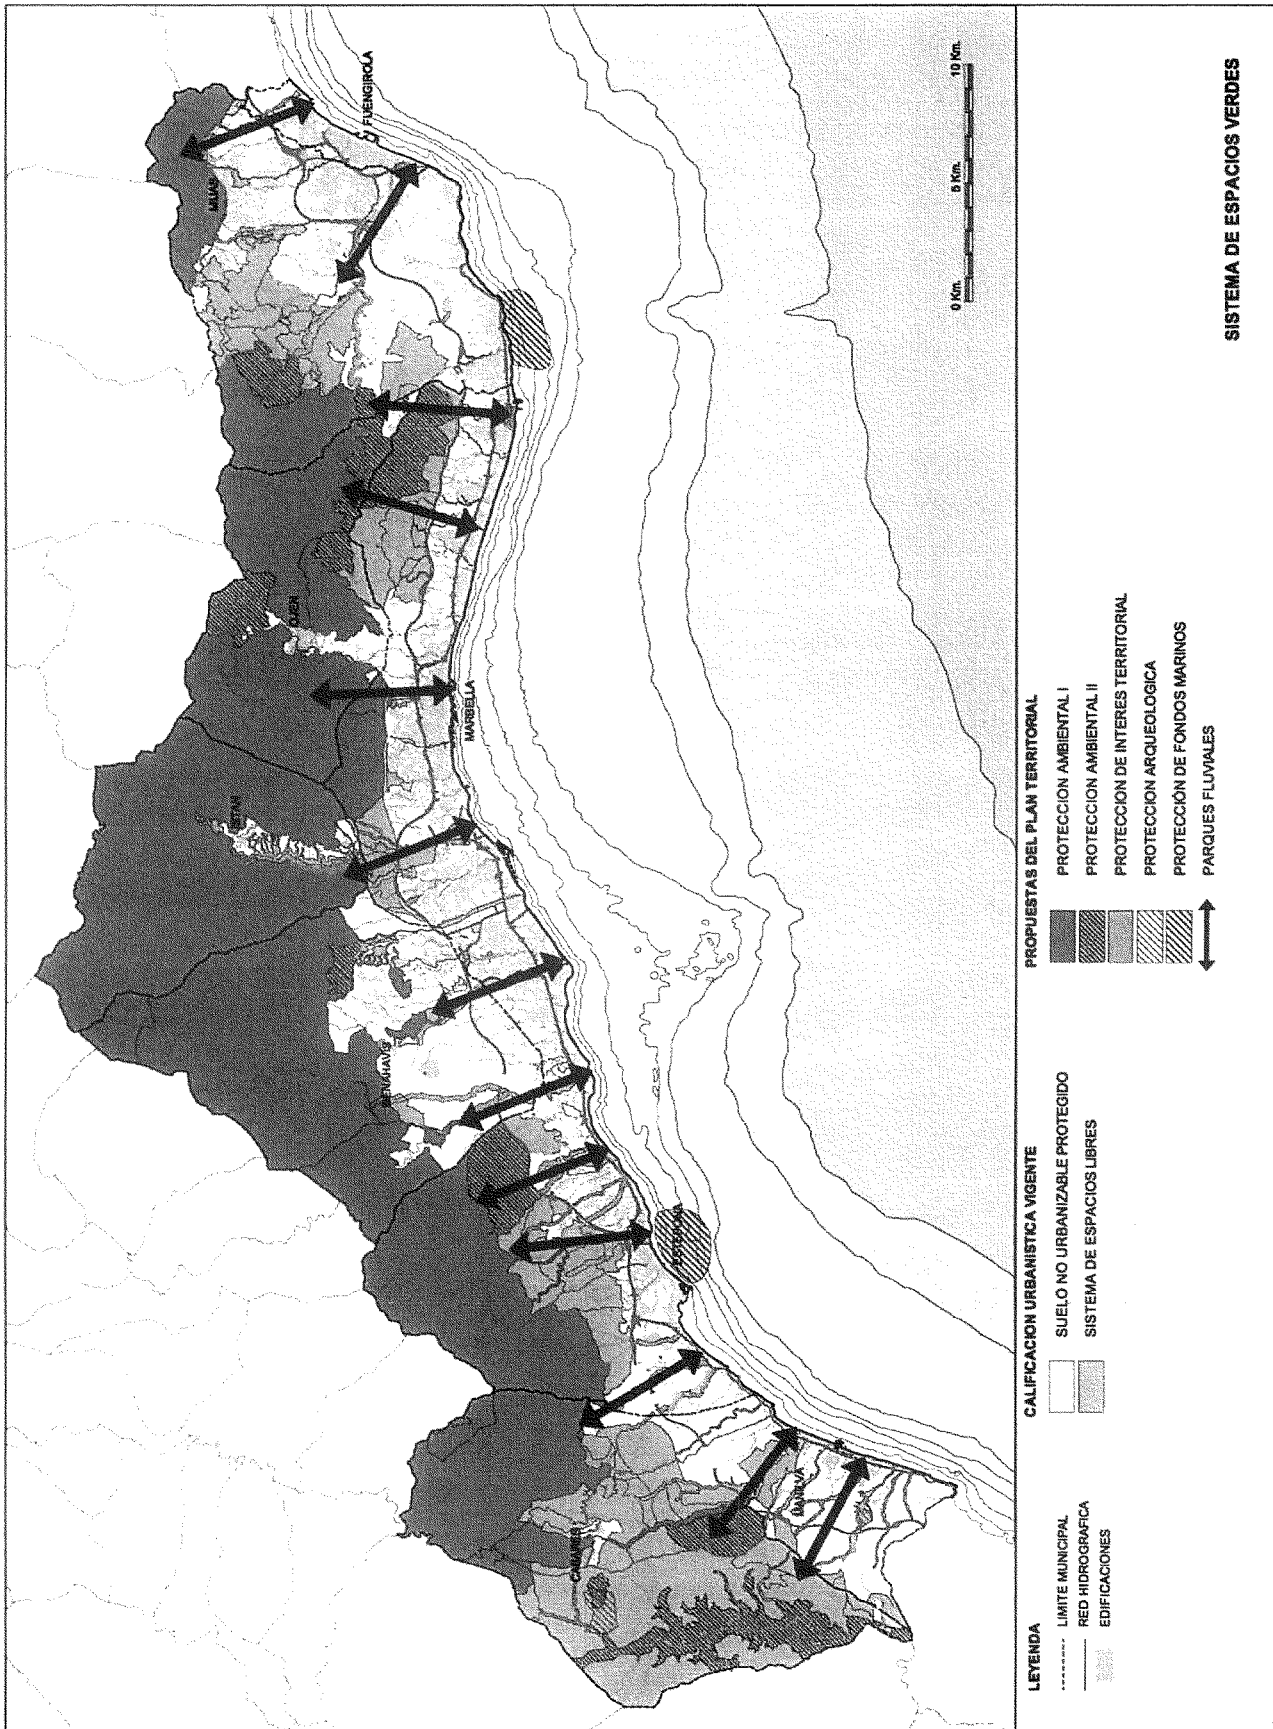 MIJAS
FUENGIROLA
OJEN
MARBELLA
ISTAN
BENAHAVIS
ESTEPONA
CASARES
MANILVA
0 Km.
5 Km.
10 Km.
LEYENDA
LIMITE MUNICIPAL
RED HIDROGRAFICA
EDIFICACIONES
CALIFICACION URBANISTICA VIGENTE
SUELO NO URBANIZABLE PROTEGIDO
SISTEMA DE ESPACIOS LIBRES
PROPUESTAS DEL PLAN TERRITORIAL
PROTECCION AMBIENTAL I
PROTECCION AMBIENTAL II
PROTECCION DE INTERES TERRITORIAL
PROTECCION ARQUEOLOGICA
PROTECCIÓN DE FONDOS MARINOS
PARQUES FLUVIALES
SISTEMA DE ESPACIOS VERDES